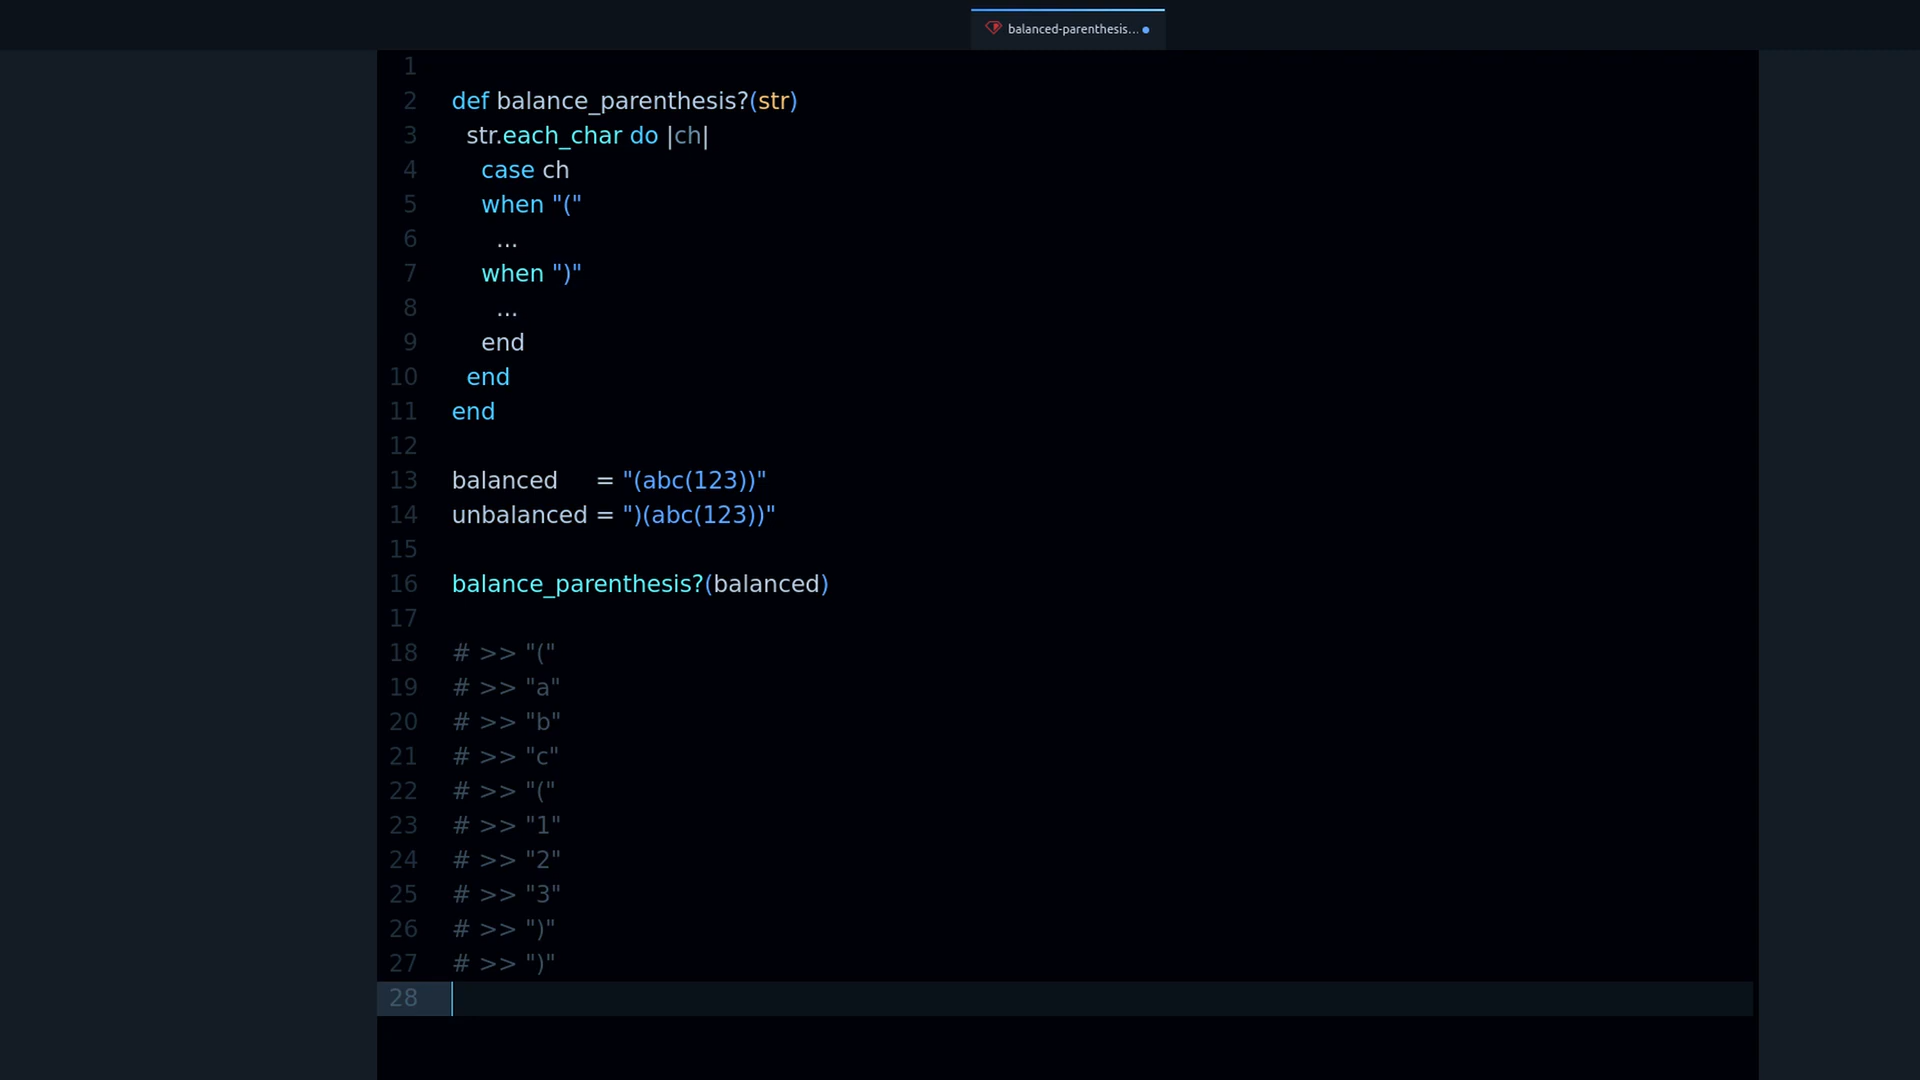 balanced-parenthesis...
1
2 def balance_parenthesis?(str)
3 str.each_char do |ch|
4 case ch
5 when "("
6 ...
7 when ")"
8 ...
9 end
10 end
11 end
12
13 balanced = "(abc(123))"
14 unbalanced = ")(abc(123))"
15
16 balance_parenthesis?(balanced)
17
18 # >> "("
19 # >> "a"
20 # >> "b"
21 # >> "c"
22 # >> "("
23 # >> "1"
24 # >> "2"
25 # >> "3"
26 # >> ")"
27 # >> ")"
28